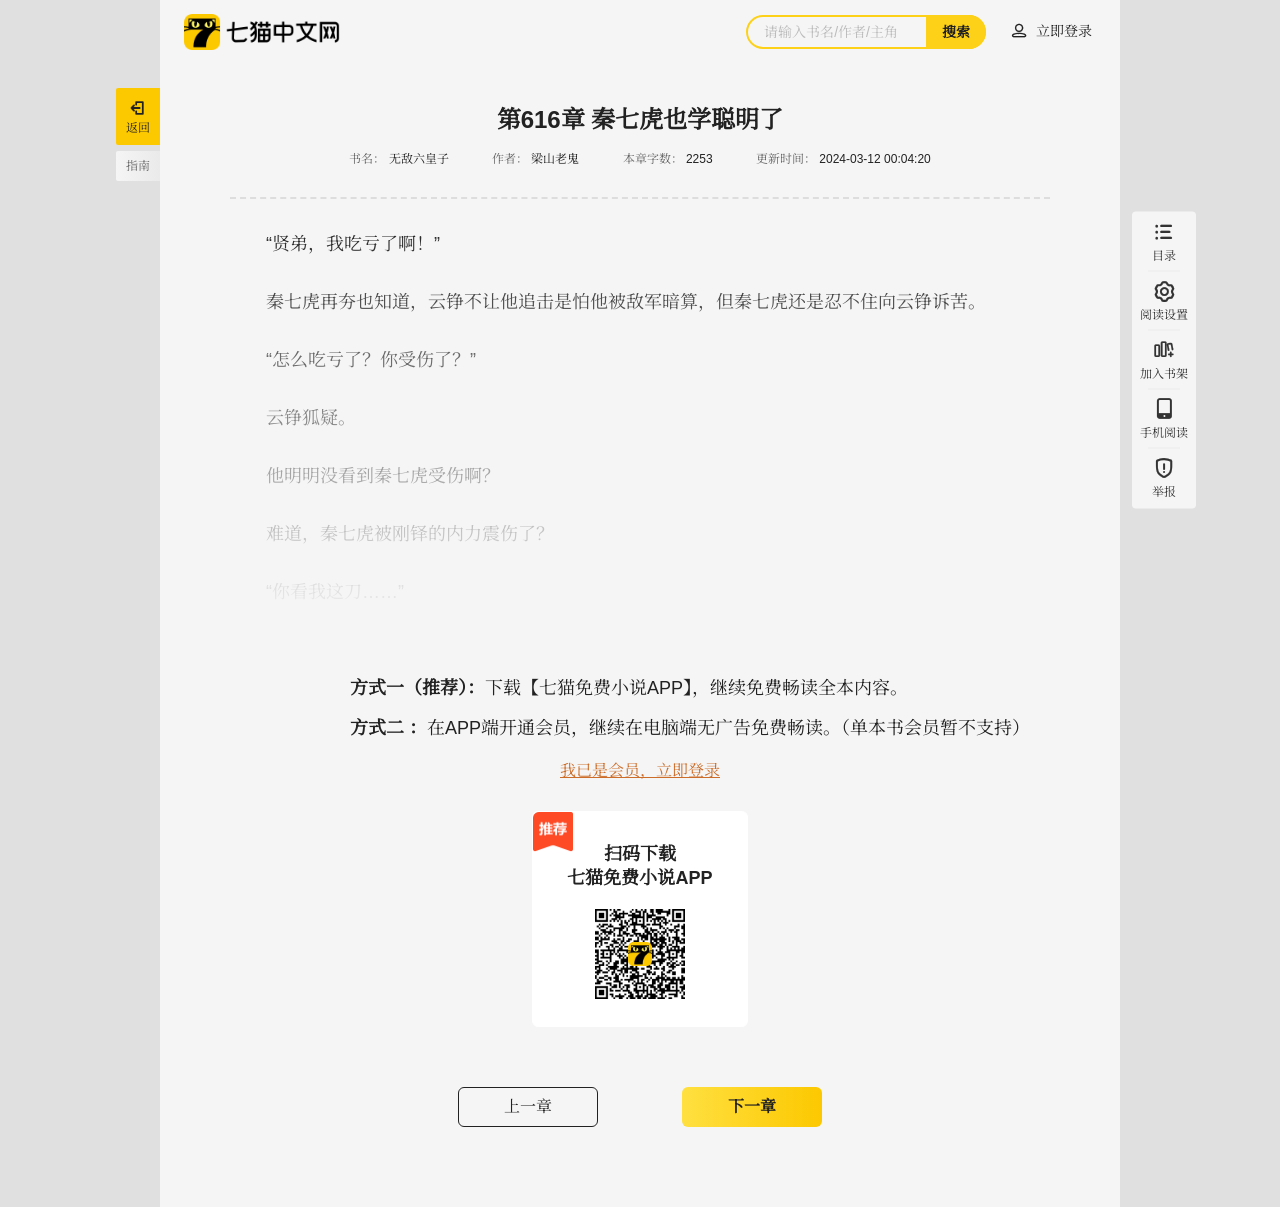 七猫中文网
请输入书名/作者/主角
搜索
立即登录
返回
指南
第616章 秦七虎也学聪明了
书名： 无敌六皇子 作者： 梁山老鬼 本章字数： 2253 更新时间： 2024-03-12 00:04:20
“贤弟，我吃亏了啊！”
秦七虎再夯也知道，云铮不让他追击是怕他被敌军暗算，但秦七虎还是忍不住向云铮诉苦。
“怎么吃亏了？你受伤了？”
云铮狐疑。
他明明没看到秦七虎受伤啊？
难道，秦七虎被刚铎的内力震伤了？
“你看我这刀……”
目录
阅读设置
加入书架
手机阅读
举报
方式一（推荐）：下载【七猫免费小说APP】，继续免费畅读全本内容。
方式二 ：在APP端开通会员，继续在电脑端无广告免费畅读。（单本书会员暂不支持）
我已是会员，立即登录
推荐
扫码下载
七猫免费小说APP
上一章
下一章